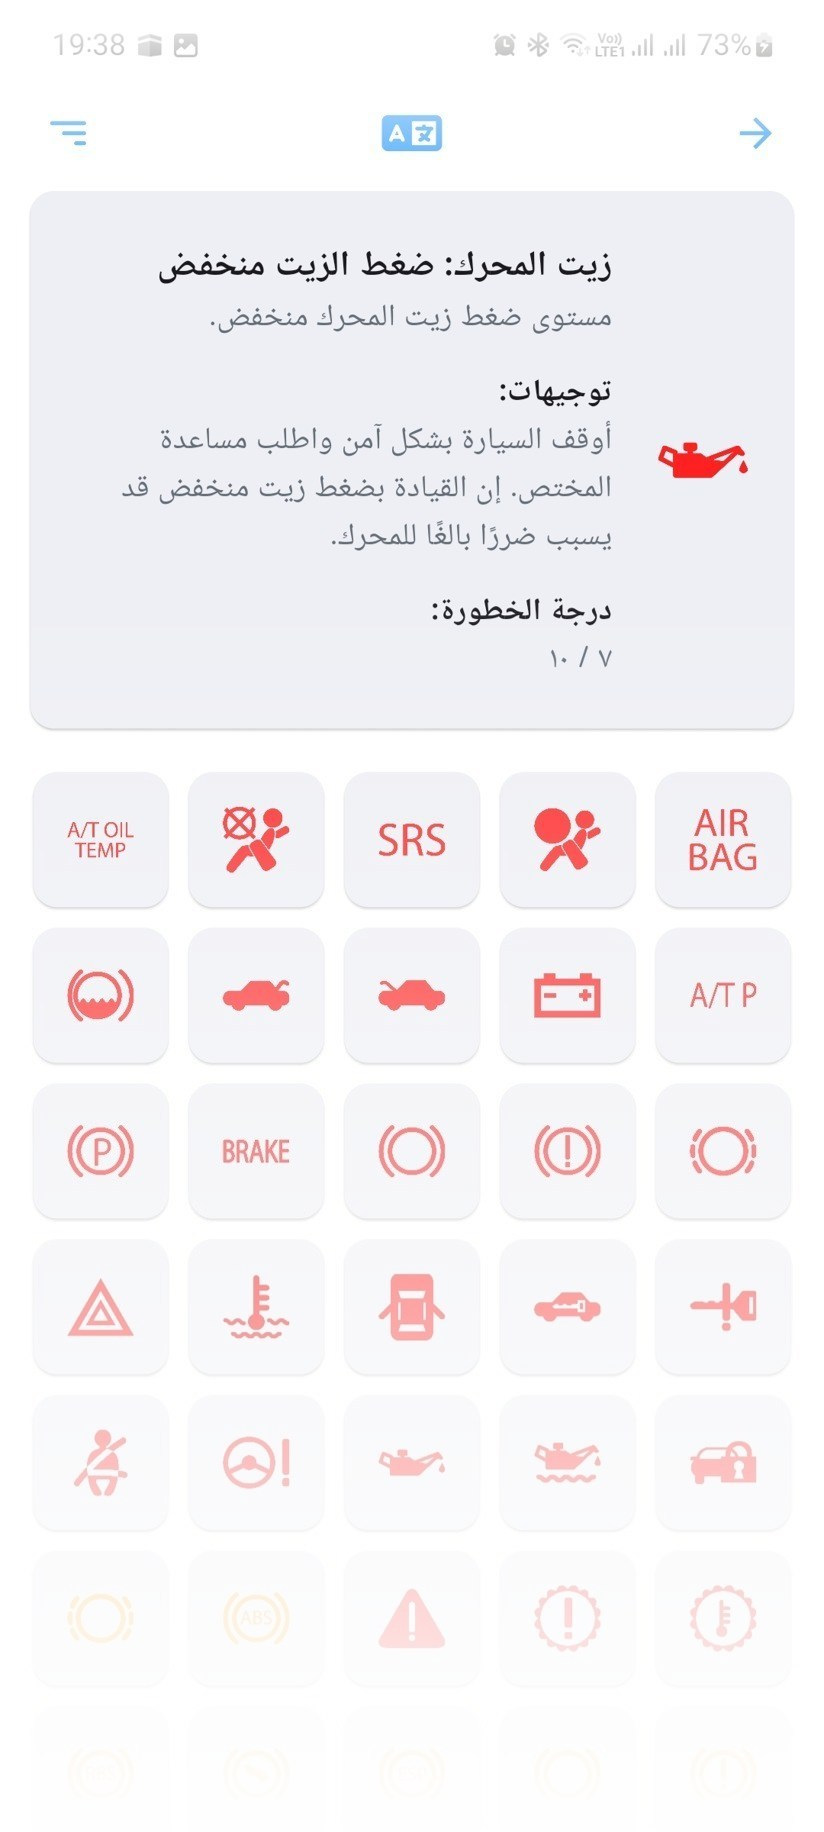 19:38
Vo))
LTE1
73%
A
زيت المحرك: ضغط الزيت منخفض
مستوى ضغط زيت المحرك منخفض.
توجيهات:
أوقف السيارة بشكل آمن واطلب مساعدة
المختص. إن القيادة بضغط زيت منخفض قد
يسبب ضررًا بالغًا للمحرك.
درجة الخطورة:
٧ / ١٠
A/T OIL
TEMP
SRS
AIR
BAG
A/T P
P
BRAKE
ABS